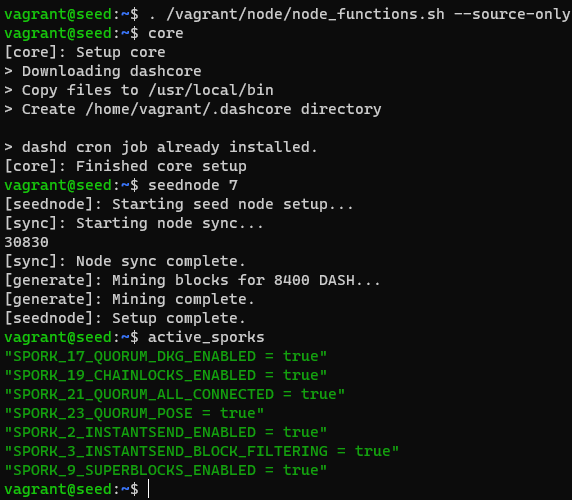 vagrant@seed:~$ . /vagrant/node/node_functions.sh --source-only
vagrant@seed:~$ core
[core]: Setup core
> Downloading dashcore
> Copy files to /usr/local/bin
> Create /home/vagrant/.dashcore directory
> dashd cron job already installed.
[core]: Finished core setup
vagrant@seed:~$ seednode 7
[seednode]: Starting seed node setup...
[sync]: Starting node sync...
30830
[sync]: Node sync complete.
[generate]: Mining blocks for 8400 DASH...
[generate]: Mining complete.
[seednode]: Setup complete.
vagrant@seed:~$ active_sporks
"SPORK_17_QUORUM_DKG_ENABLED = true"
"SPORK_19_CHAINLOCKS_ENABLED = true"
"SPORK_21_QUORUM_ALL_CONNECTED = true"
"SPORK_23_QUORUM_POSE = true"
"SPORK_2_INSTANTSEND_ENABLED = true"
"SPORK_3_INSTANTSEND_BLOCK_FILTERING = true"
"SPORK_9_SUPERBLOCKS_ENABLED = true"
vagrant@seed:~$